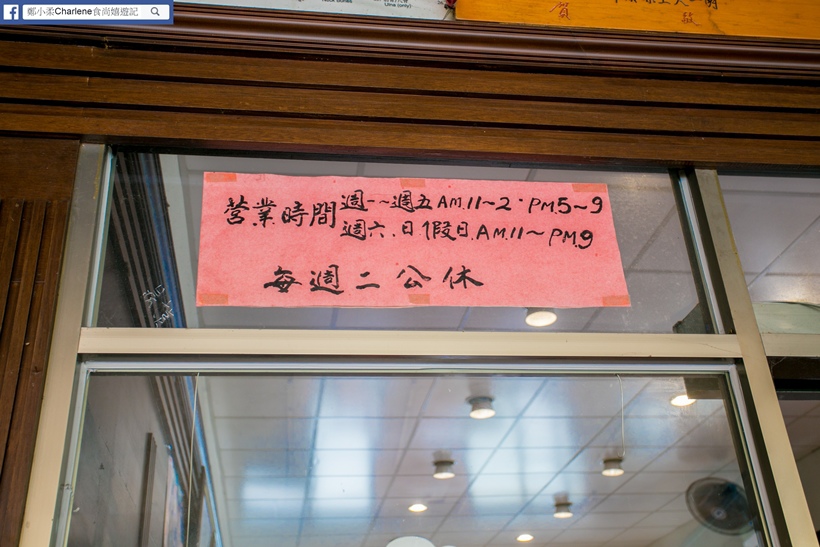 鄭小柔Charlene食尚嬉遊記
賀
敬
營業時間 週一~週五 AM.11~2·PM.5~9
週六.日假日.AM.11~PM.9
每週二公休